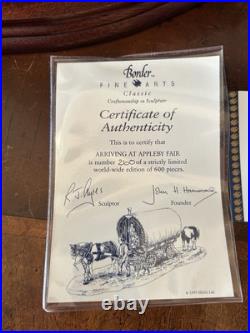 Border
FINE ARTS
Classic
Craftsmanship in Sculpture
Certificate of
Authenticity
This is to certify that
ARRIVING AT APPLEBY FAIR
is number 200 of a strictly limited
world-wide edition of 600 pieces.
Sculptor
Founder